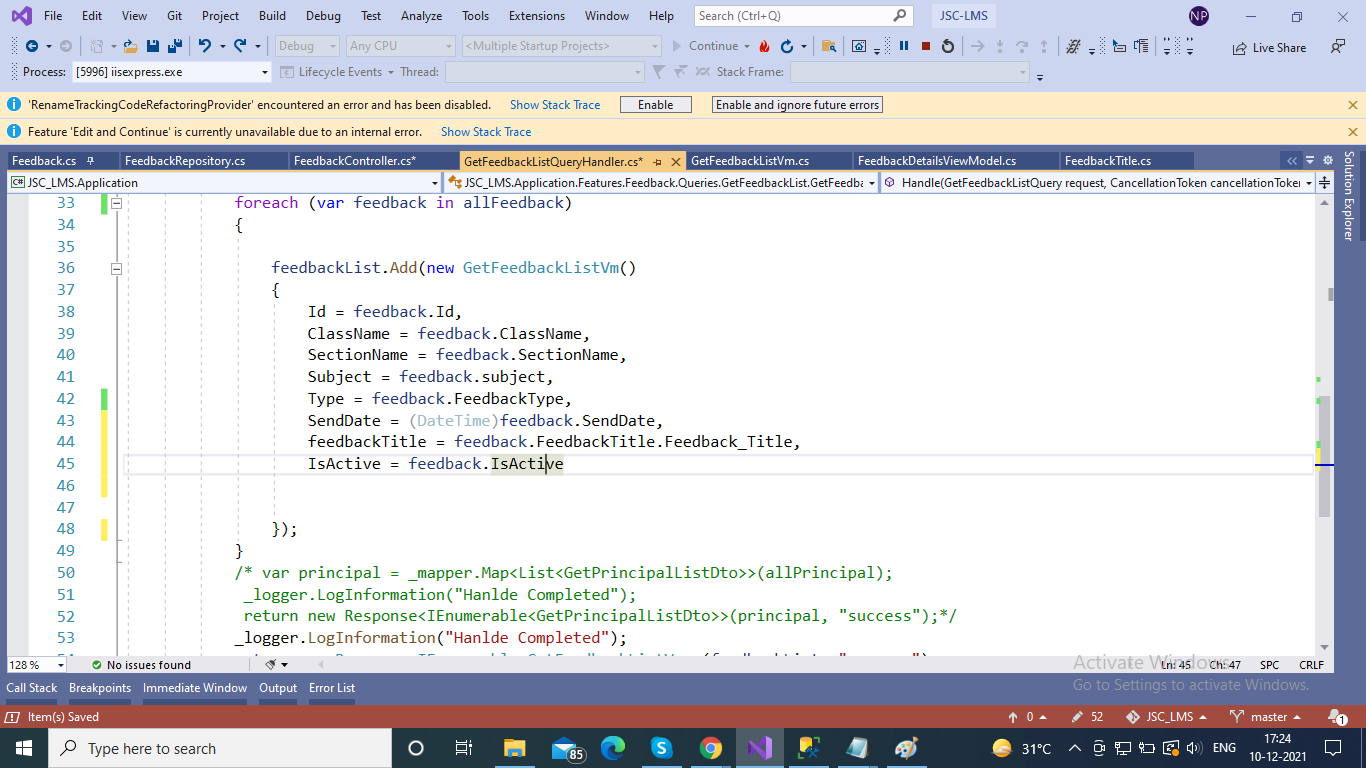 File Edit View Git Project Build Debug Test Analyze Tools Extensions Window Help Search (Ctrl+Q) JSC-LMS NP
Debug Any CPU <Multiple Startup Projects> Continue Live Share
Process: [5996] iisexpress.exe Lifecycle Events Thread: Stack Frame:
'RenameTrackingCodeRefactoringProvider' encountered an error and has been disabled. Show Stack Trace Enable Enable and ignore future errors
Feature 'Edit and Continue' is currently unavailable due to an internal error. Show Stack Trace
Feedback.cs FeedbackRepository.cs FeedbackController.cs* GetFeedbackListQueryHandler.cs* GetFeedbackListVm.cs FeedbackDetailsViewModel.cs FeedbackTitle.cs
C# JSC_LMS.Application JSC_LMS.Application.Features.Feedback.Queries.GetFeedbackList.GetFeedba Handle(GetFeedbackListQuery request, CancellationToken cancellationToken
Solution Explorer
33 foreach (var feedback in allFeedback)
34 {
35
36 feedbackList.Add(new GetFeedbackListVm()
37 {
38 Id = feedback.Id,
39 ClassName = feedback.ClassName,
40 SectionName = feedback.SectionName,
41 Subject = feedback.subject,
42 Type = feedback.FeedbackType,
43 SendDate = (DateTime)feedback.SendDate,
44 feedbackTitle = feedback.FeedbackTitle.Feedback_Title,
45 IsActive = feedback.IsActive
46
47
48 });
49 }
50 /* var principal = _mapper.Map<List<GetPrincipalListDto>>(allPrincipal);
51 _logger.LogInformation("Hanlde Completed");
52 return new Response<IEnumerable<GetPrincipalListDto>>(principal, "success");*/
53 _logger.LogInformation("Hanlde Completed");
128 % No issues found Ln: 45 Ch: 47 SPC CRLF
Activate Windows
Go to Settings to activate Windows.
Call Stack Breakpoints Immediate Window Output Error List
Item(s) Saved 0 52 JSC_LMS master 1
Type here to search 85 31°C ENG 17:24
10-12-2021